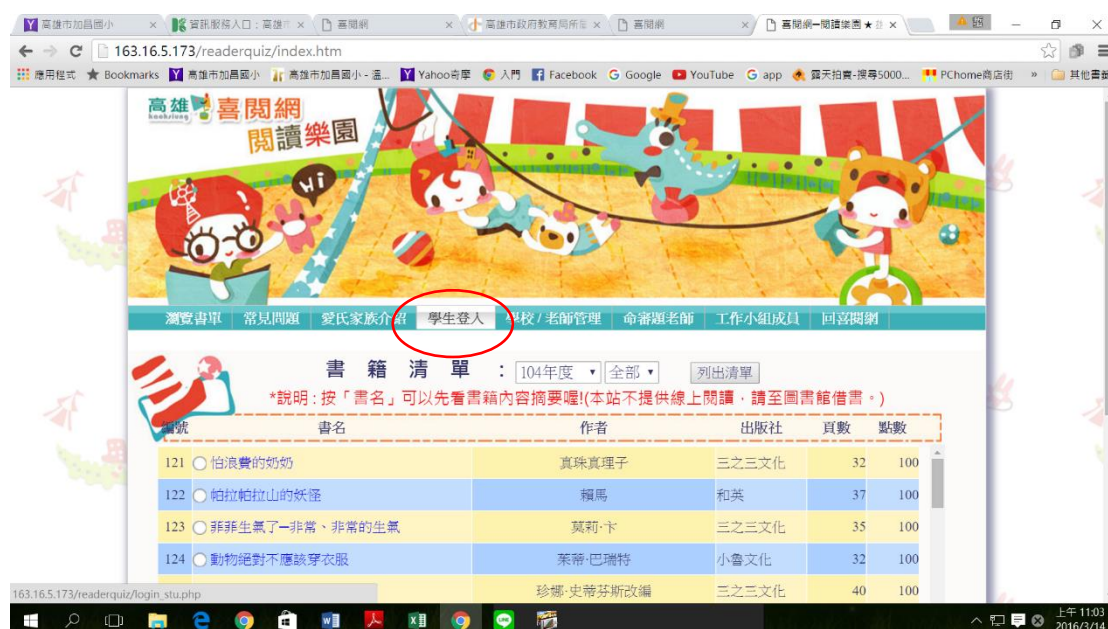 高雄市加昌國小
資訊服務入口：高雄市
喜閱網
高雄市政府教育局所屬
喜閱網
喜閱網─閱讀樂園★
163.16.5.173/readerquiz/index.htm
應用程式 Bookmarks 高雄市加昌國小 高雄市加昌國小 - 溫... Yahoo奇摩 入門 Facebook Google YouTube G app 露天拍賣-搜尋5000... PChome商店街 » 其他書籤
高雄 喜閱網
閱讀樂園
Hi
瀏覽書單 常見問題 愛氏家族介紹 學生登入 學校/老師管理 命審題老師 工作小組成員 回喜閱網
書籍清單：104年度 全部 列出清單
*說明：按「書名」可以先看書籍內容摘要喔!(本站不提供線上閱讀，請至圖書館借書。)
編號 書名 作者 出版社 頁數 點數
121 怕浪費的奶奶 真珠真理子 三之三文化 32 100
122 帕拉帕拉山的妖怪 賴馬 和英 37 100
123 菲菲生氣了─非常、非常的生氣 莫莉·卞 三之三文化 35 100
124 動物絕對不應該穿衣服 茱蒂·巴瑞特 小魯文化 32 100
珍娜·史蒂芬斯改編 三之三文化 40 100
163.16.5.173/readerquiz/login_stu.php
上午 11:03
2016/3/14